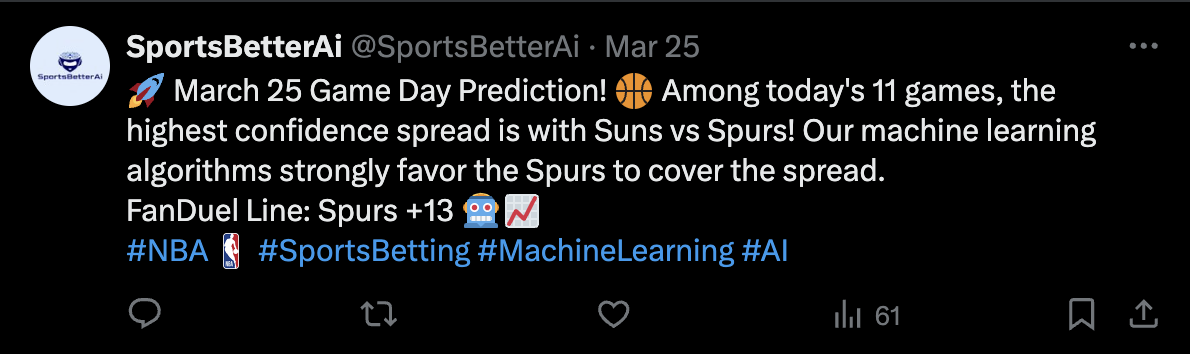 SportsBetterAi @SportsBetterAi · Mar 25
SportsBetterAi
🚀 March 25 Game Day Prediction! 🏀 Among today's 11 games, the
highest confidence spread is with Suns vs Spurs! Our machine learning
algorithms strongly favor the Spurs to cover the spread.
FanDuel Line: Spurs +13 🤖📈
#NBA #SportsBetting #MachineLearning #AI
61